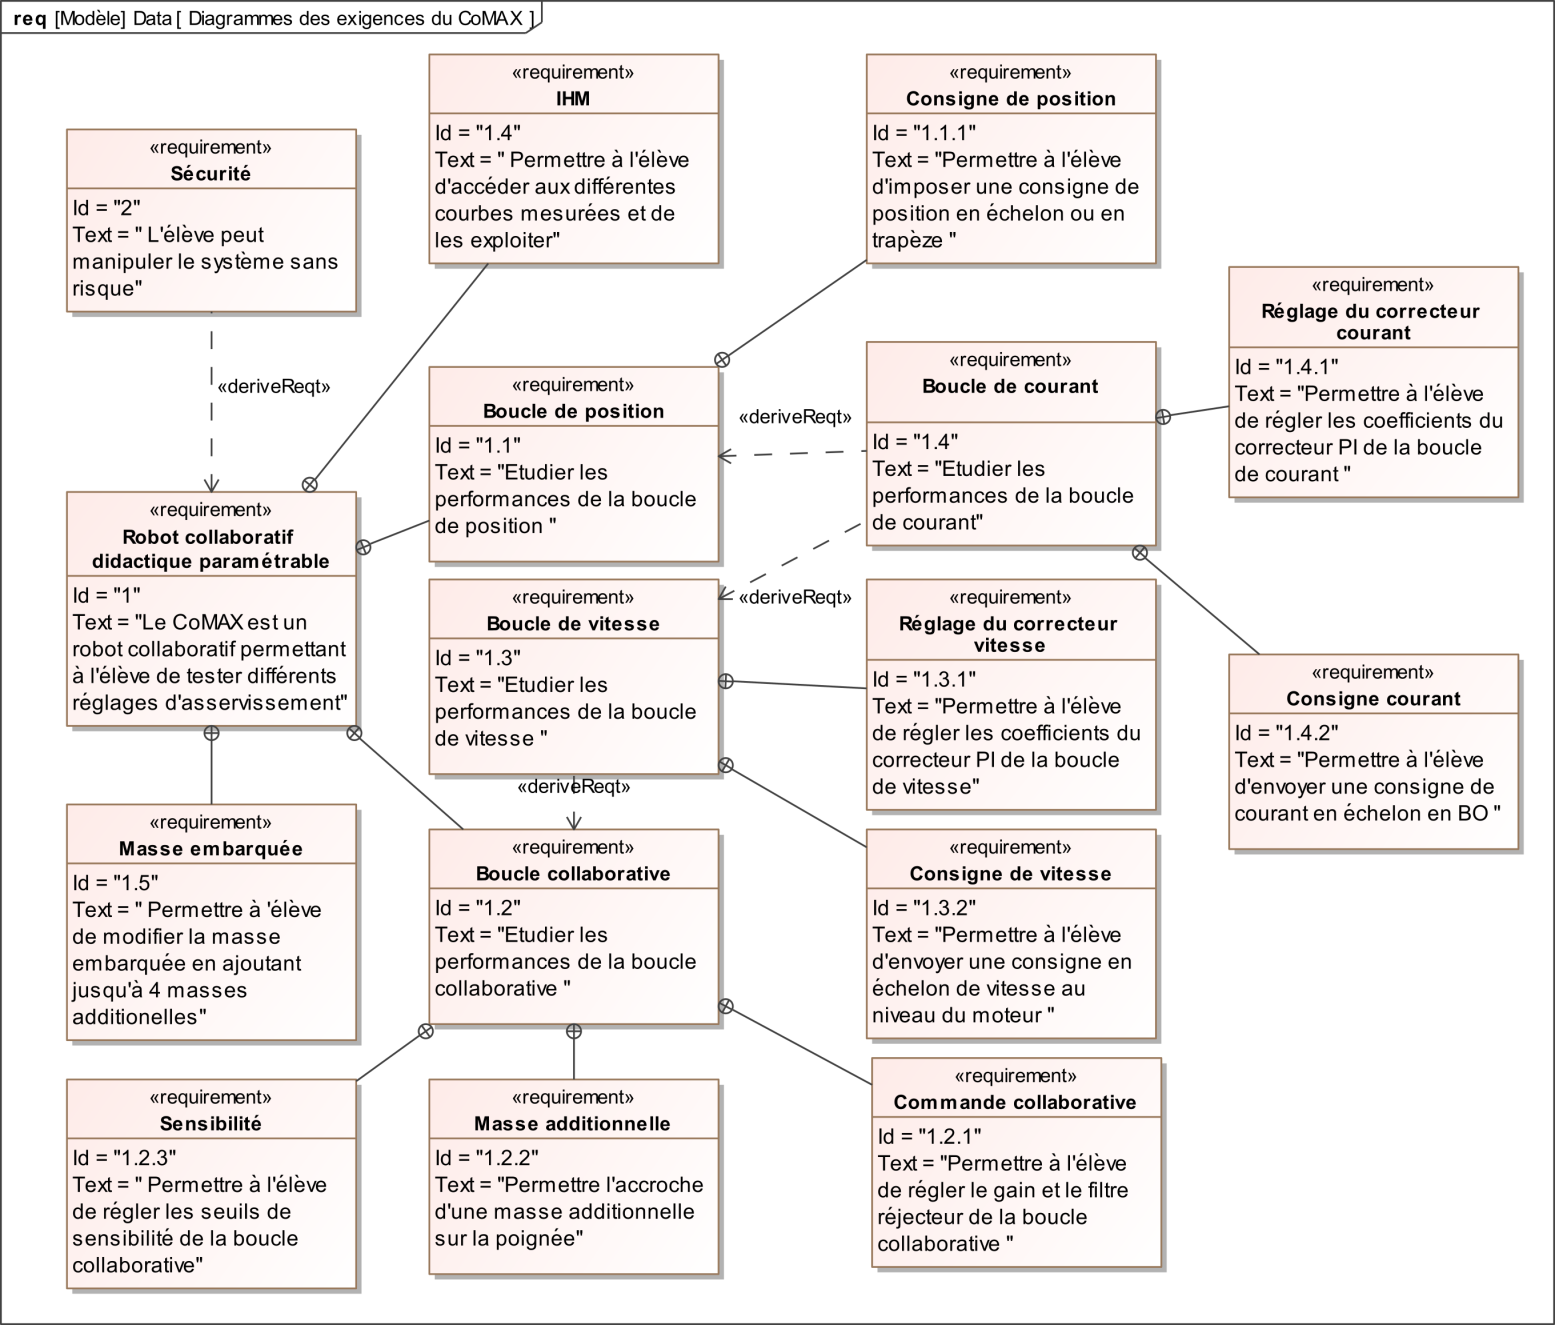 req [Modèle] Data [ Diagrammes des exigences du CoMAX ]
«requirement»
IHM
Id = "1.4"
Text = " Permettre à l'élève
d'accéder aux différentes
courbes mesurées et de
les exploiter"
«requirement»
Consigne de position
Id = "1.1.1"
Text = "Permettre à l'élève
d'imposer une consigne de
position en échelon ou en
trapèze "
«requirement»
Sécurité
Id = "2"
Text = " L'élève peut
manipuler le système sans
risque"
«deriveReqt»
«requirement»
Réglage du correcteur
courant
Id = "1.4.1"
Text = "Permettre à l'élève
de régler les coefficients du
correcteur PI de la boucle
de courant "
«requirement»
Boucle de position
Id = "1.1"
Text = "Etudier les
performances de la boucle
de position "
«deriveReqt»
«requirement»
Boucle de courant
Id = "1.4"
Text = "Etudier les
performances de la boucle
de courant"
«deriveReqt»
«requirement»
Robot collaboratif
didactique paramétrable
Id = "1"
Text = "Le CoMAX est un
robot collaboratif permettant
à l'élève de tester différents
réglages d'asservissement"
«requirement»
Boucle de vitesse
Id = "1.3"
Text = "Etudier les
performances de la boucle
de vitesse "
«deriveReqt»
«requirement»
Réglage du correcteur
vitesse
Id = "1.3.1"
Text = "Permettre à l'élève
de régler les coefficients du
correcteur PI de la boucle
de vitesse"
«requirement»
Consigne courant
Id = "1.4.2"
Text = "Permettre à l'élève
d'envoyer une consigne de
courant en échelon en BO "
«requirement»
Masse embarquée
Id = "1.5"
Text = " Permettre à 'élève
de modifier la masse
embarquée en ajoutant
jusqu'à 4 masses
additionelles"
«requirement»
Boucle collaborative
Id = "1.2"
Text = "Etudier les
performances de la boucle
collaborative "
«requirement»
Consigne de vitesse
Id = "1.3.2"
Text = "Permettre à l'élève
d'envoyer une consigne en
échelon de vitesse au
niveau du moteur "
«requirement»
Sensibilité
Id = "1.2.3"
Text = " Permettre à l'élève
de régler les seuils de
sensibilité de la boucle
collaborative"
«requirement»
Masse additionnelle
Id = "1.2.2"
Text = "Permettre l'accroche
d'une masse additionnelle
sur la poignée"
«requirement»
Commande collaborative
Id = "1.2.1"
Text = "Permettre à l'élève
de régler le gain et le filtre
réjecteur de la boucle
collaborative "